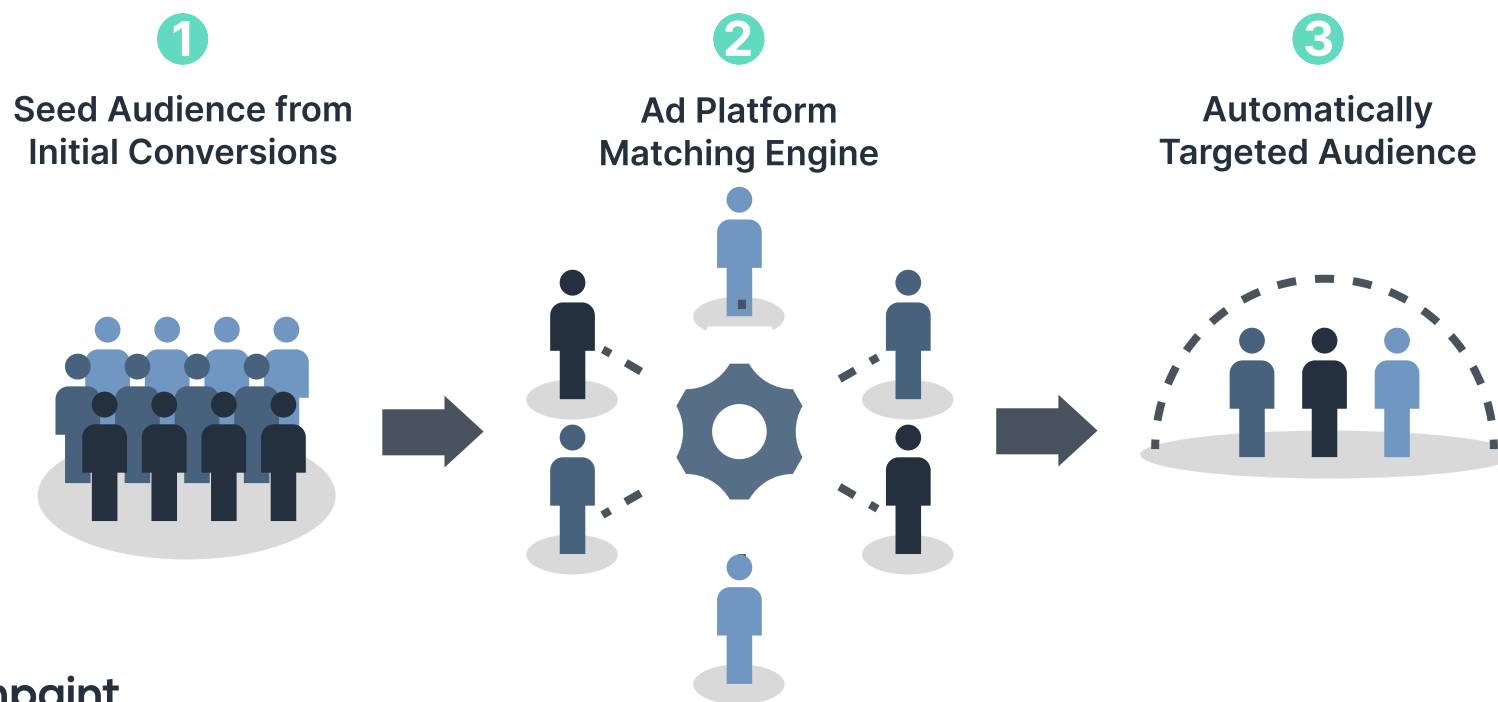 1
Seed Audience from
Initial Conversions
2
Ad Platform
Matching Engine
3
Automatically
Targeted Audience